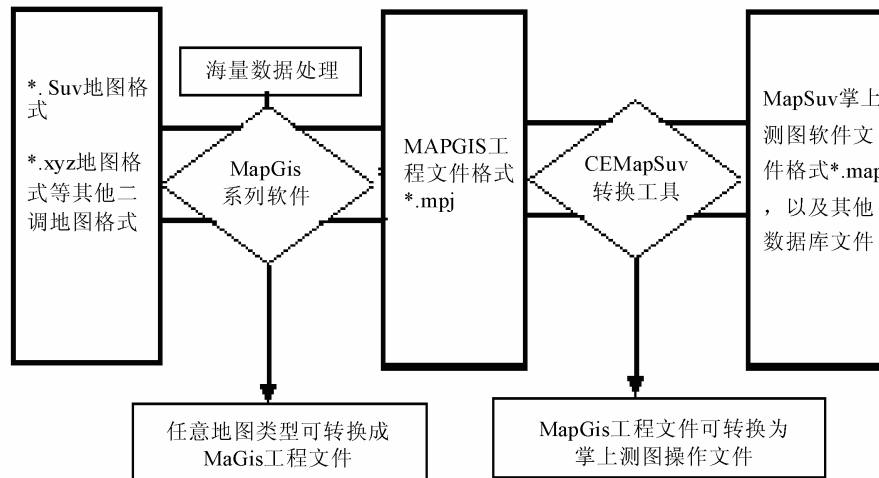 *. Suv地图格
式
*.xyz地图格
式等其他二
调地图格式
海量数据处理
MapGis
系列软件
MAPGIS工
程文件格式
*.mpj
CEMapSuv
转换工具
MapSuv掌上
测图软件文
件格式*.map
，以及其他
数据库文件
任意地图类型可转换成
MaGis工程文件
MapGis工程文件可转换为
掌上测图操作文件